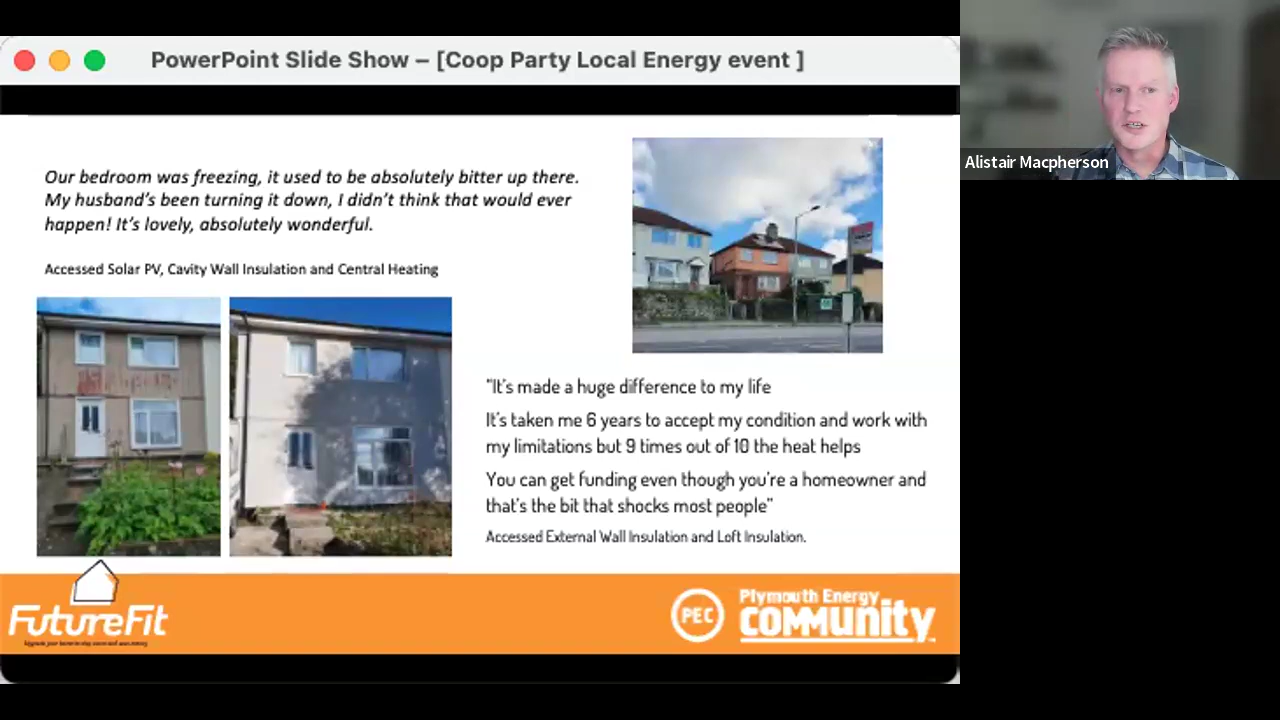 PowerPoint Slide Show – [Coop Party Local Energy event ]
Alistair Macpherson
Our bedroom was freezing, it used to be absolutely bitter up there.
My husband's been turning it down, I didn't think that would ever
happen! It's lovely, absolutely wonderful.
Accessed Solar PV, Cavity Wall Insulation and Central Heating
"It's made a huge difference to my life
It's taken me 6 years to accept my condition and work with
my limitations but 9 times out of 10 the heat helps
You can get funding even though you're a homeowner and
that's the bit that shocks most people"
Accessed External Wall Insulation and Loft Insulation.
FutureFit
PEC
Plymouth Energy
community